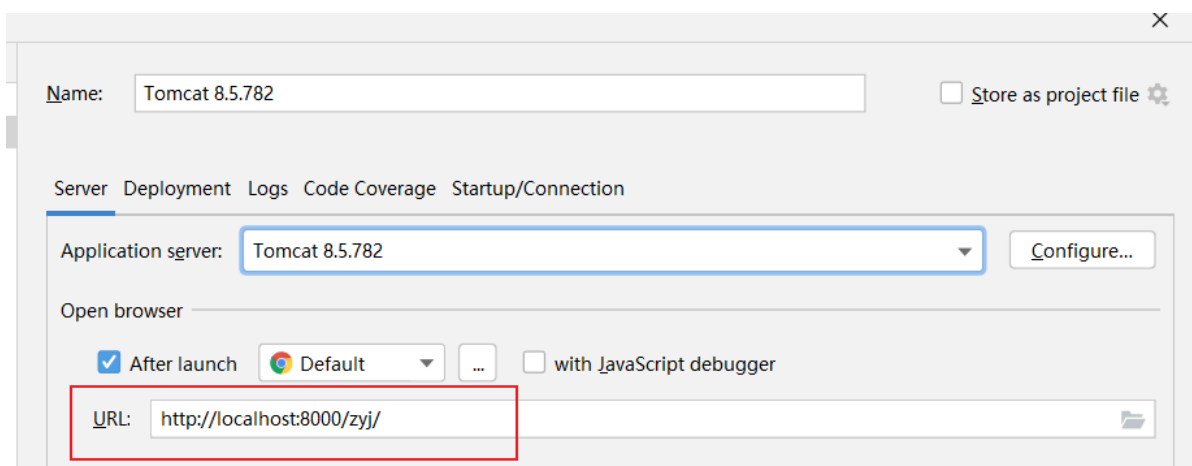 Name: Tomcat 8.5.782 Store as project file
Server Deployment Logs Code Coverage Startup/Connection
Application server: Tomcat 8.5.782 Configure...
Open browser
After launch Default ... with JavaScript debugger
URL: http://localhost:8000/zyj/